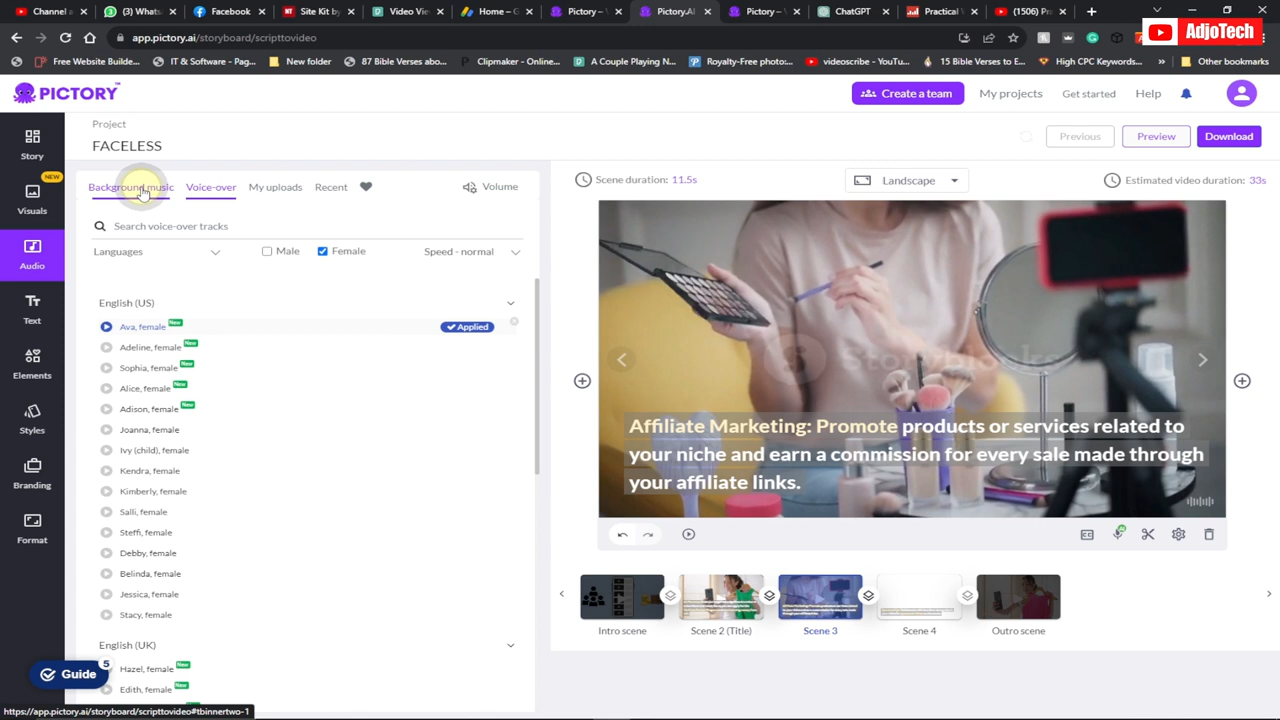 Channel a
(3) Whats
Facebook
Site Kit by
Video View
Home – G
Pictory –
Pictory.AI
Pictory –
ChatGPT
Practical
(1506) Pr
AdjoTech
app.pictory.ai/storyboard/scripttovideo
Free Website Builde...
IT & Software - Pag...
New folder
87 Bible Verses abo...
Clipmaker - Online...
A Couple Playing N...
Royalty-Free photo...
videoscribe – YouTu...
15 Bible Verses to E...
High CPC Keywords...
»
Other bookmarks
PICTORY™
Create a team
My projects
Get started
Help
Project
FACELESS
Previous
Preview
Download
Story
NEW
Visuals
Audio
Text
Elements
Styles
Branding
Format
Background music
Voice-over
My uploads
Recent
Volume
Search voice-over tracks
Languages
Male
Female
Speed - normal
English (US)
Ava, female New
Applied
Adeline, female New
Sophia, female New
Alice, female New
Adison, female New
Joanna, female
Ivy (child), female
Kendra, female
Kimberly, female
Salli, female
Steffi, female
Debby, female
Belinda, female
Jessica, female
Stacy, female
English (UK)
Hazel, female New
Edith, female New
5
Guide
https://app.pictory.ai/storyboard/scripttovideo#tbinnertwo-1
Scene duration: 11.5s
Landscape
Estimated video duration: 33s
Affiliate Marketing: Promote products or services related to
your niche and earn a commission for every sale made through
your affiliate links.
Intro scene
Scene 2 (Title)
Scene 3
Scene 4
Outro scene